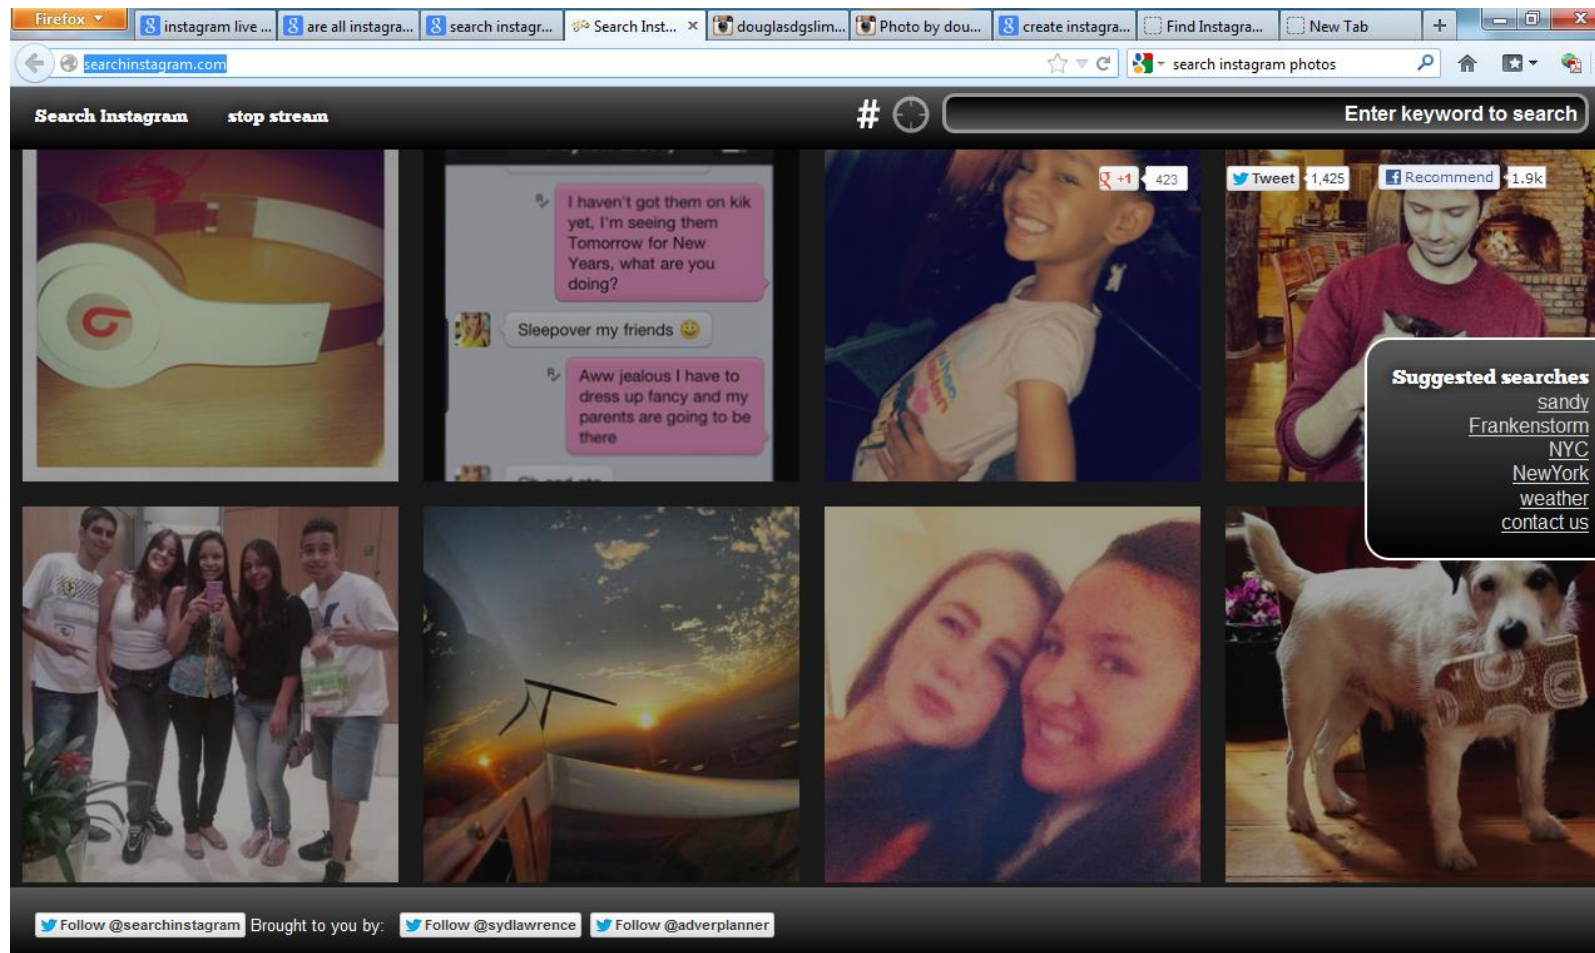 Firefox
instagram live ...
are all instagra...
search instagr...
Search Inst...
douglasdgslim...
Photo by dou...
create instagra...
Find Instagra...
New Tab
searchinstagram.com
search instagram photos
Search Instagram
stop stream
#
Enter keyword to search
+1
423
Tweet
1,425
Recommend
1.9k
I haven't got them on kik
yet, I'm seeing them
Tomorrow for New
Years, what are you
doing?
Sleepover my friends
Aww jealous I have to
dress up fancy and my
parents are going to be
there
Suggested searches
sandy
Frankenstorm
NYC
NewYork
weather
contact us
Follow @searchinstagram
Brought to you by:
Follow @sydlawrence
Follow @adverplanner